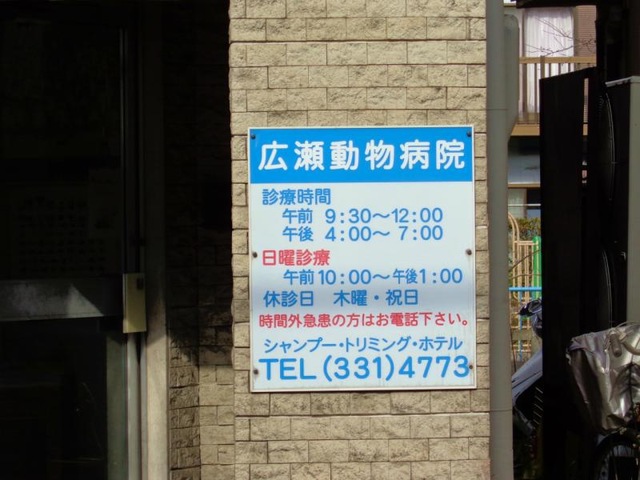 広瀬動物病院
診療時間
午前 9:30〜12:00
午後 4:00〜 7:00
日曜診療
午前10:00〜午後1:00
休診日 木曜・祝日
時間外急患の方はお電話下さい。
シャンプー・トリミング・ホテル
TEL(331)4773